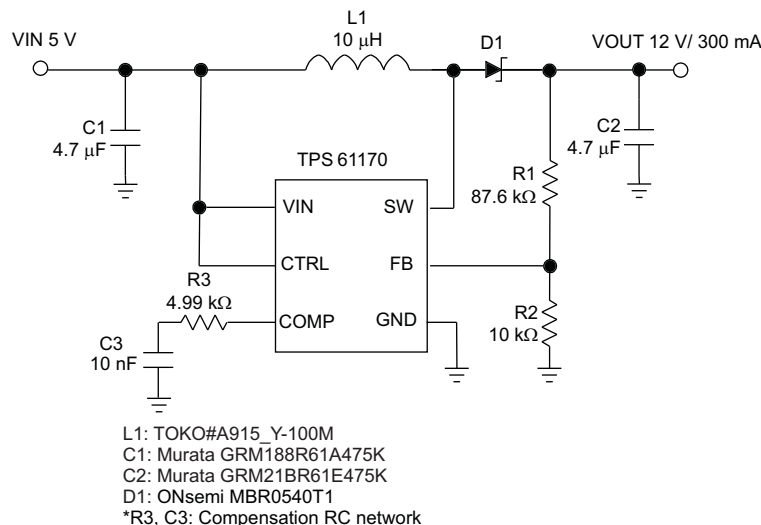 L1
10 μH
VIN 5 V
D1
VOUT 12 V/ 300 mA
C1
4.7 μF
C2
4.7 μF
TPS 61170
R1
87.6 kΩ
VIN
SW
CTRL
FB
R3
4.99 kΩ
COMP
GND
R2
10 kΩ
C3
10 nF
L1: TOKO#A915_Y-100M
C1: Murata GRM188R61A475K
C2: Murata GRM21BR61E475K
D1: ONsemi MBR0540T1
*R3, C3: Compensation RC network